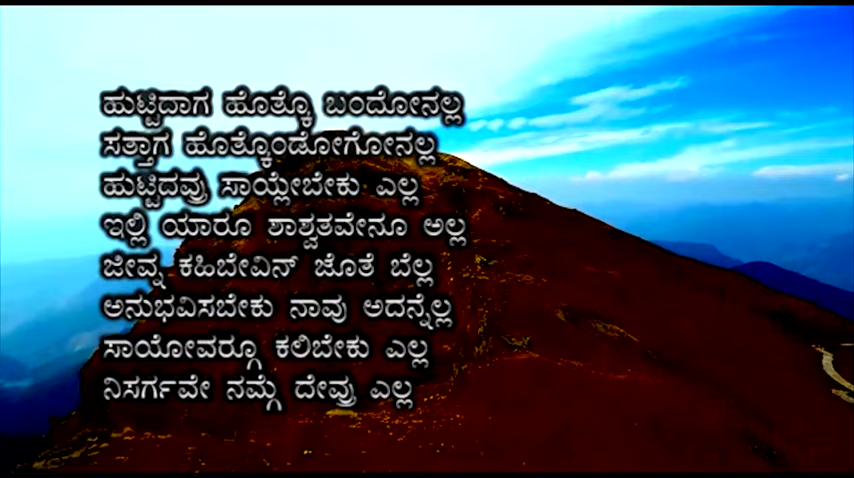 ಹುಟ್ಟಿದಾಗ ಹೊತ್ಕೊ ಬಂದೋನಲ್ಲ
ಸತ್ತಾಗ ಹೊತ್ಕೊಂಡೋಗೋನಲ್ಲ
ಹುಟ್ಟಿದವ್ರು ಸಾಯ್ಲೇಬೇಕು ಎಲ್ಲ
ಇಲ್ಲಿ ಯಾರೂ ಶಾಶ್ವತವೇನೂ ಅಲ್ಲ
ಜೀವ್ನ ಕಹಿಬೇವಿನ್ ಜೊತೆ ಬೆಲ್ಲ
ಅನುಭವಿಸಬೇಕು ನಾವು ಅದನ್ನೆಲ್ಲ
ಸಾಯೋವರ್ಗೂ ಕಲಿಬೇಕು ಎಲ್ಲ
ನಿಸರ್ಗವೇ ನಮ್ಗೆ ದೇವ್ರು ಎಲ್ಲ